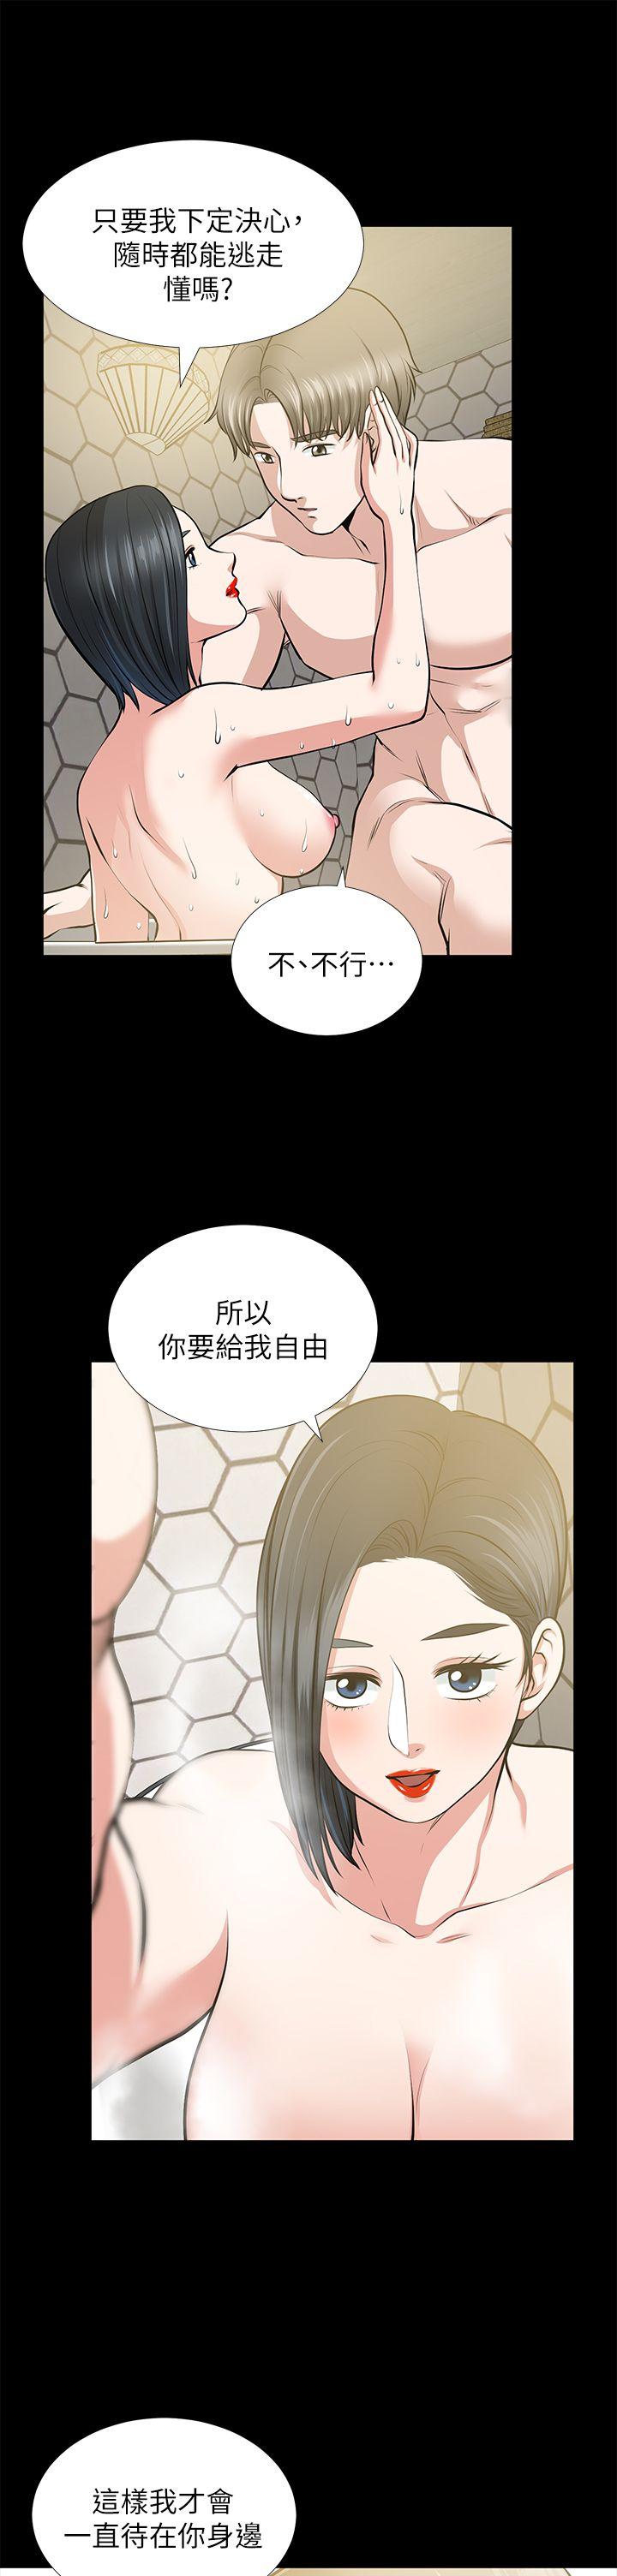 只要我下定決心，
隨時都能逃走
懂嗎?
不、不行…
所以
你要給我自由
這樣我才會
一直待在你身邊